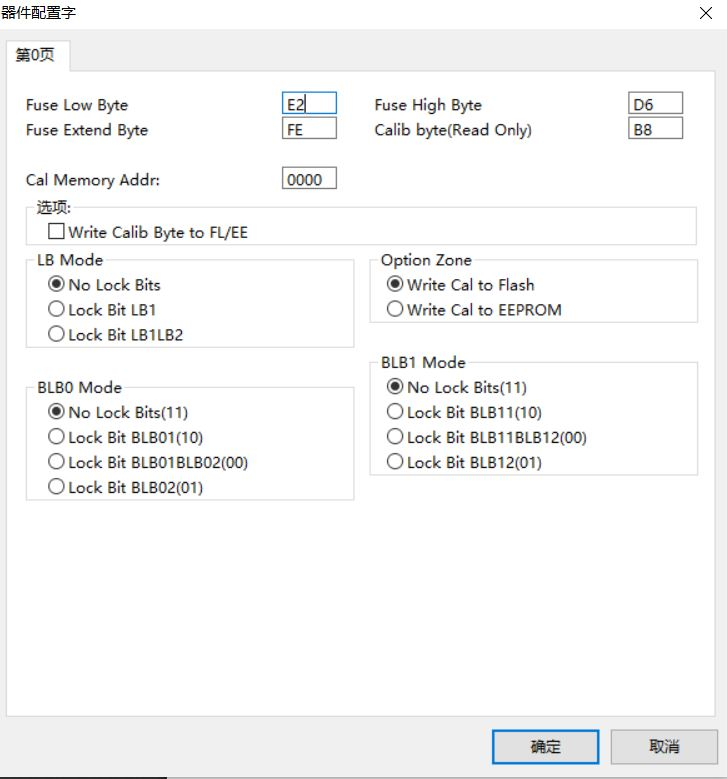 器件配置字
第0页
Fuse Low Byte E2 Fuse High Byte D6
Fuse Extend Byte FE Calib byte(Read Only) B8
Cal Memory Addr: 0000
选项:
Write Calib Byte to FL/EE
LB Mode
No Lock Bits
Lock Bit LB1
Lock Bit LB1LB2
Option Zone
Write Cal to Flash
Write Cal to EEPROM
BLB0 Mode
No Lock Bits(11)
Lock Bit BLB01(10)
Lock Bit BLB01BLB02(00)
Lock Bit BLB02(01)
BLB1 Mode
No Lock Bits(11)
Lock Bit BLB11(10)
Lock Bit BLB11BLB12(00)
Lock Bit BLB12(01)
确定 取消